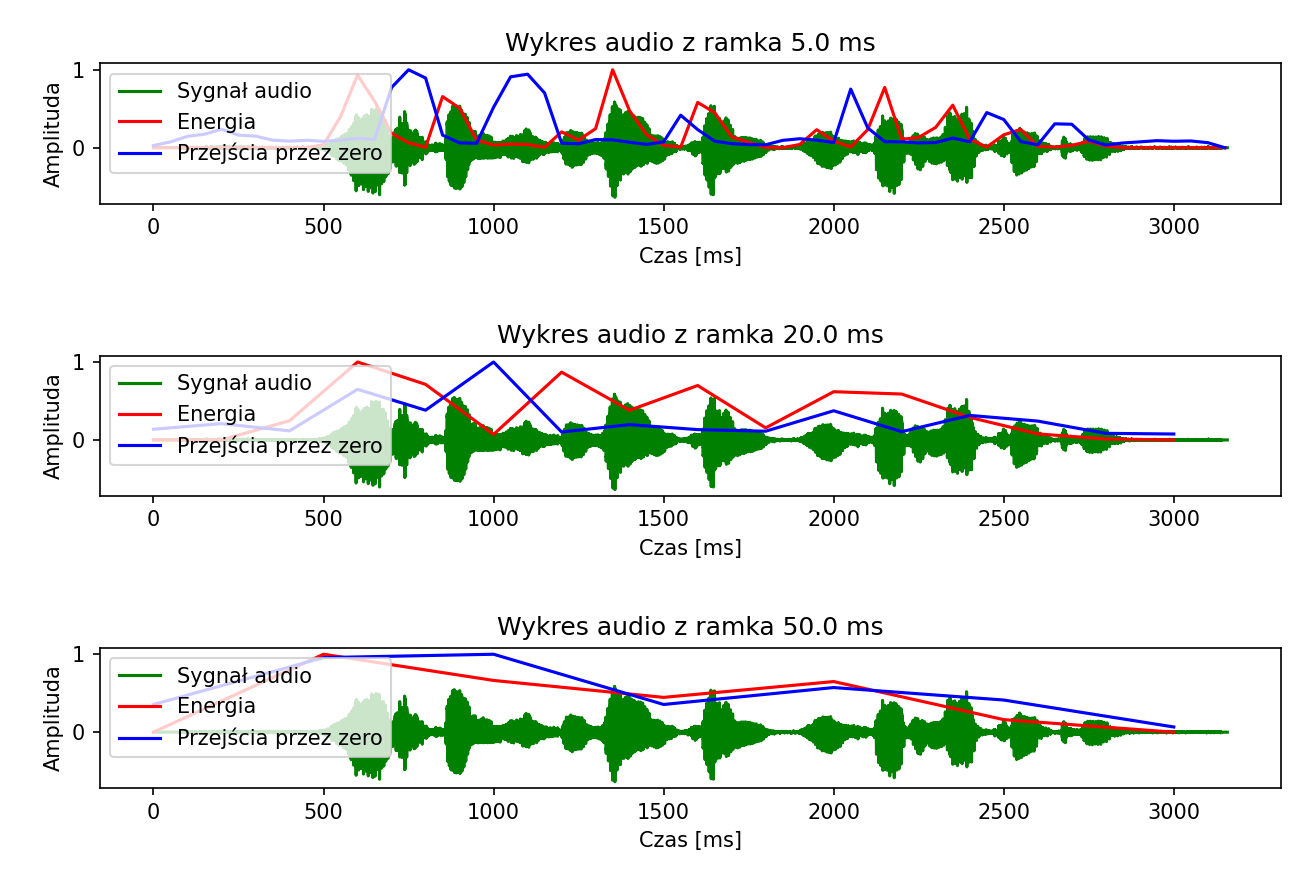 Wykres audio z ramka 5.0 ms
1
0
Amplituda
Sygnał audio
Energia
Przejścia przez zero
0 500 1000 1500 2000 2500 3000
Czas [ms]
Wykres audio z ramka 20.0 ms
1
0
Amplituda
Sygnał audio
Energia
Przejścia przez zero
0 500 1000 1500 2000 2500 3000
Czas [ms]
Wykres audio z ramka 50.0 ms
1
0
Amplituda
Sygnał audio
Energia
Przejścia przez zero
0 500 1000 1500 2000 2500 3000
Czas [ms]